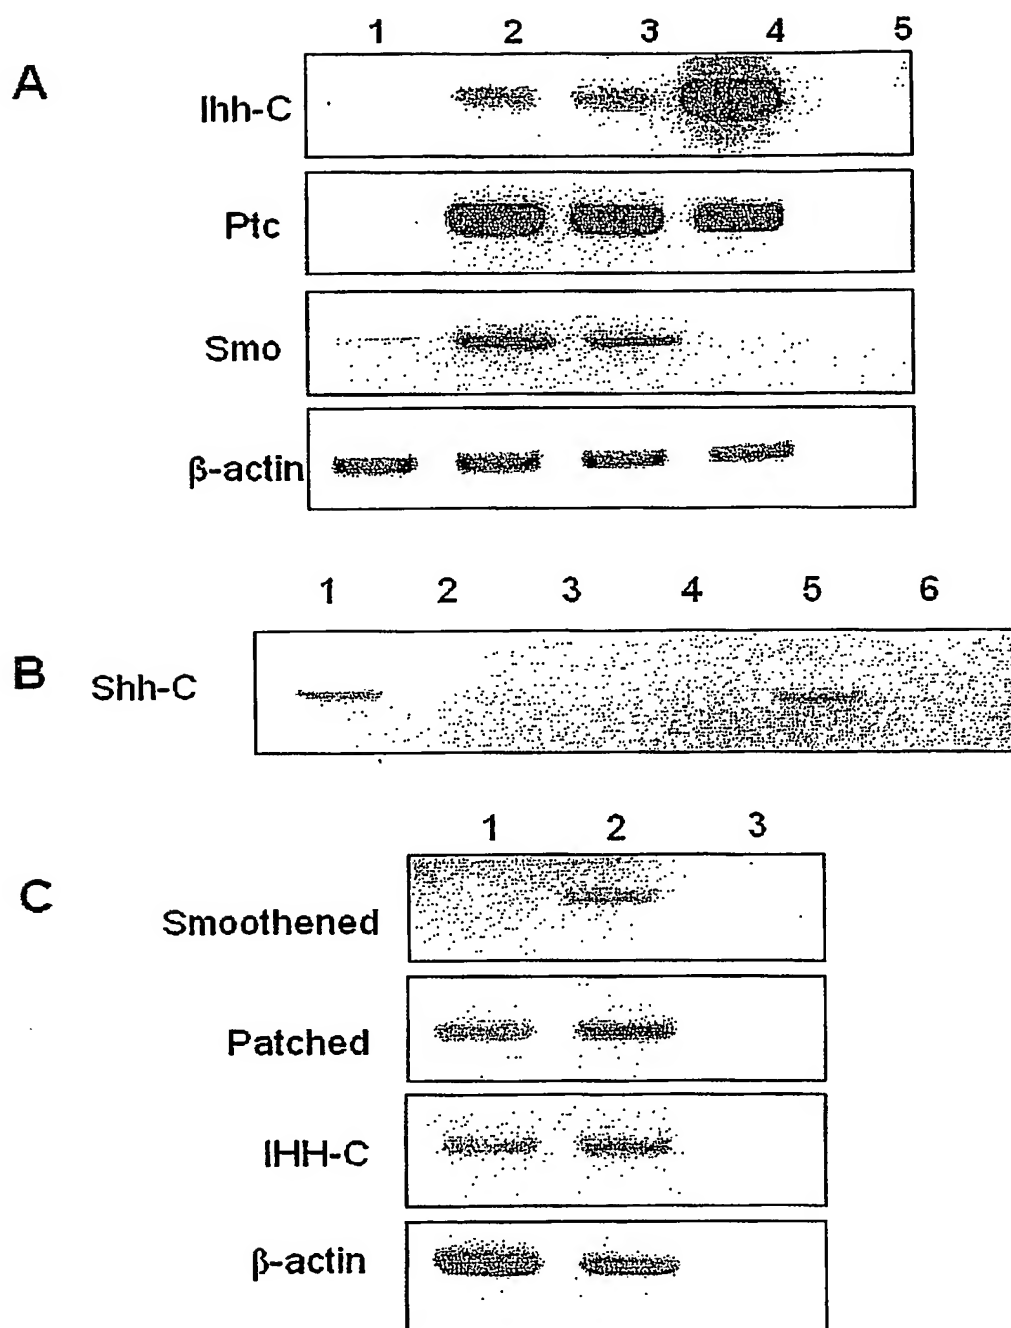 1 2 3 4 5
A
Ihh-C
Ptc
Smo
β-actin
1 2 3 4 5 6
B Shh-C
1 2 3
C
Smoothened
Patched
IHH-C
β-actin